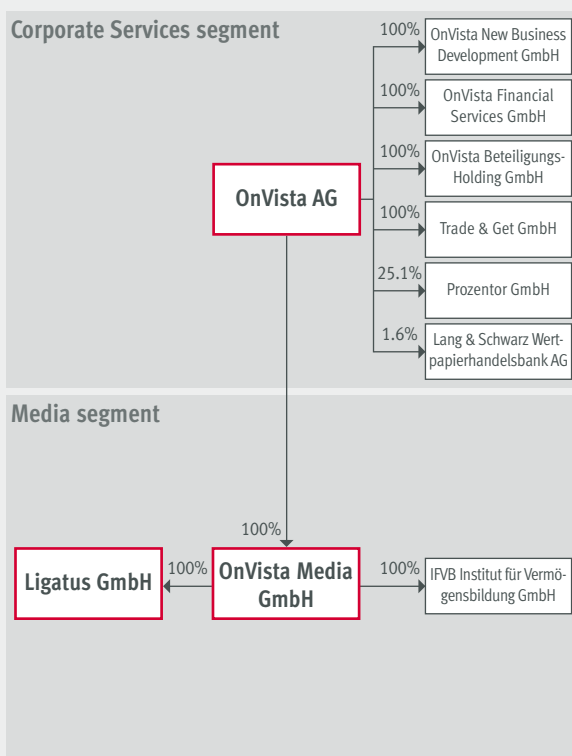 Corporate Services segment
100%
OnVista New Business
Development GmbH
100%
OnVista Financial
Services GmbH
100%
OnVista Beteiligungs-
Holding GmbH
OnVista AG
100%
Trade & Get GmbH
25.1%
Prozentor GmbH
1.6%
Lang & Schwarz Wert-
papierhandelsbank AG
Media segment
100%
Ligatus GmbH
100%
OnVista Media
GmbH
100%
IFVB Institut für Vermö-
gensbildung GmbH